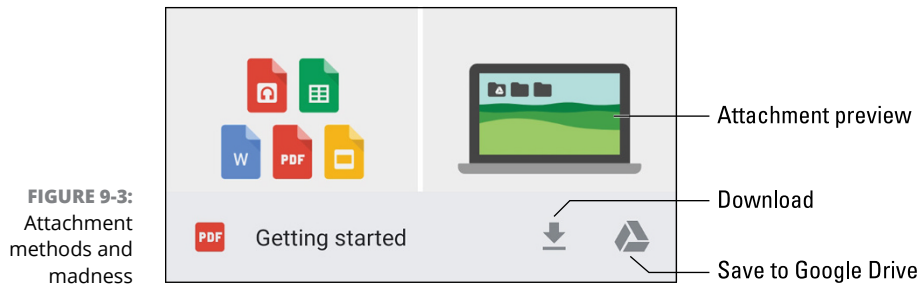 W
PDF
Attachment preview
FIGURE 9-3:
Attachment
methods and
madness
PDF
Getting started
Download
Save to Google Drive